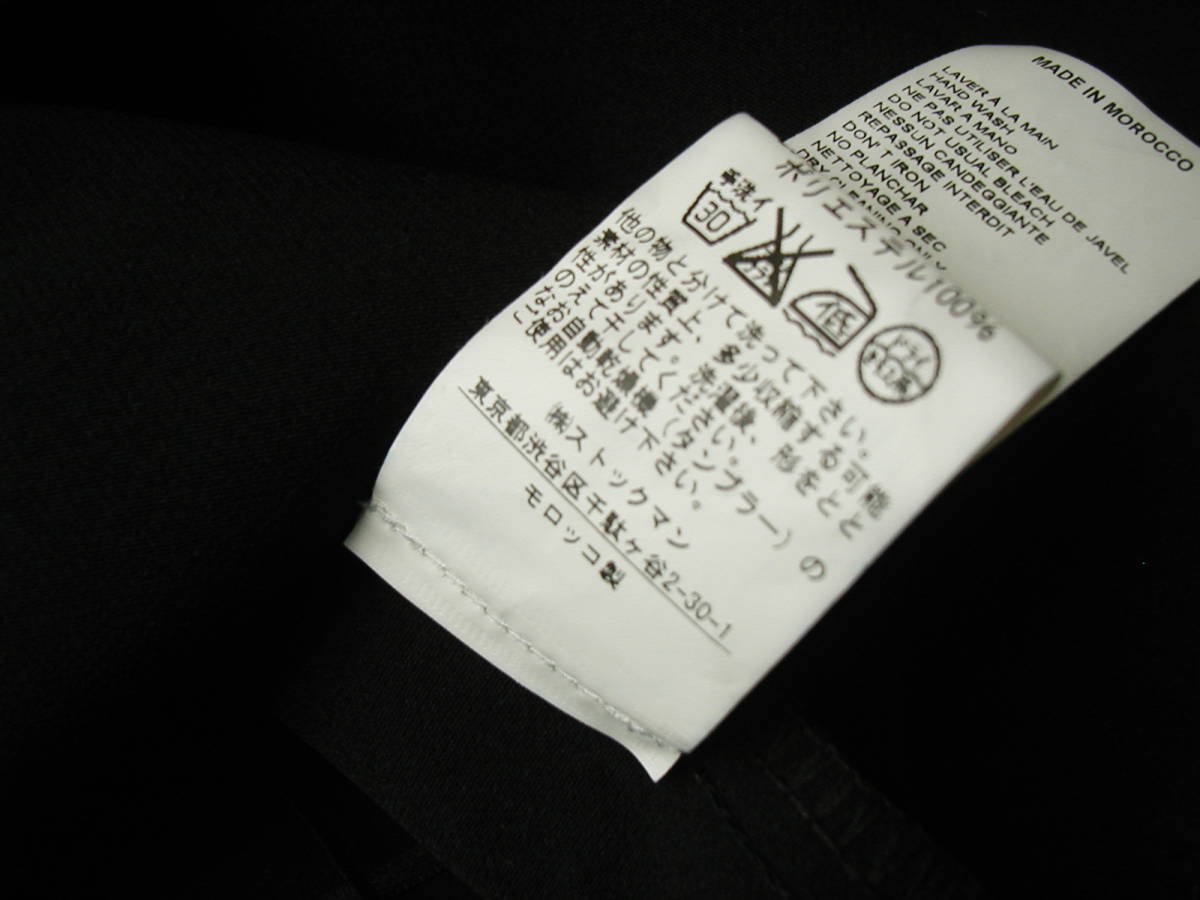 MADE IN MOROCCO
LAVER A LA MAIN
HAND WASH
LAVAR A MANO
NE PAS UTILISER L'EAU DE JAVEL
DO NOT USUAL BLEACH
NESSUN CANDEGGIANTE
REPASSAGE INTERDIT
DON'T IRON
NO PLANCHAR
NETTOYAGE A SEC
DRY CLEANING ONLY
ポリエステル100%
手洗イ
30
低
ドライ
他の物と分けて洗って下さい。
素材の性質上、多少収縮する可能
性があります。洗濯後、形をとと
のえて干してください。
なお自動乾燥機（タンブラー）の
ご使用はお避け下さい。
㈱ストックマン
東京都渋谷区千駄ヶ谷2-30-1
モロッコ製